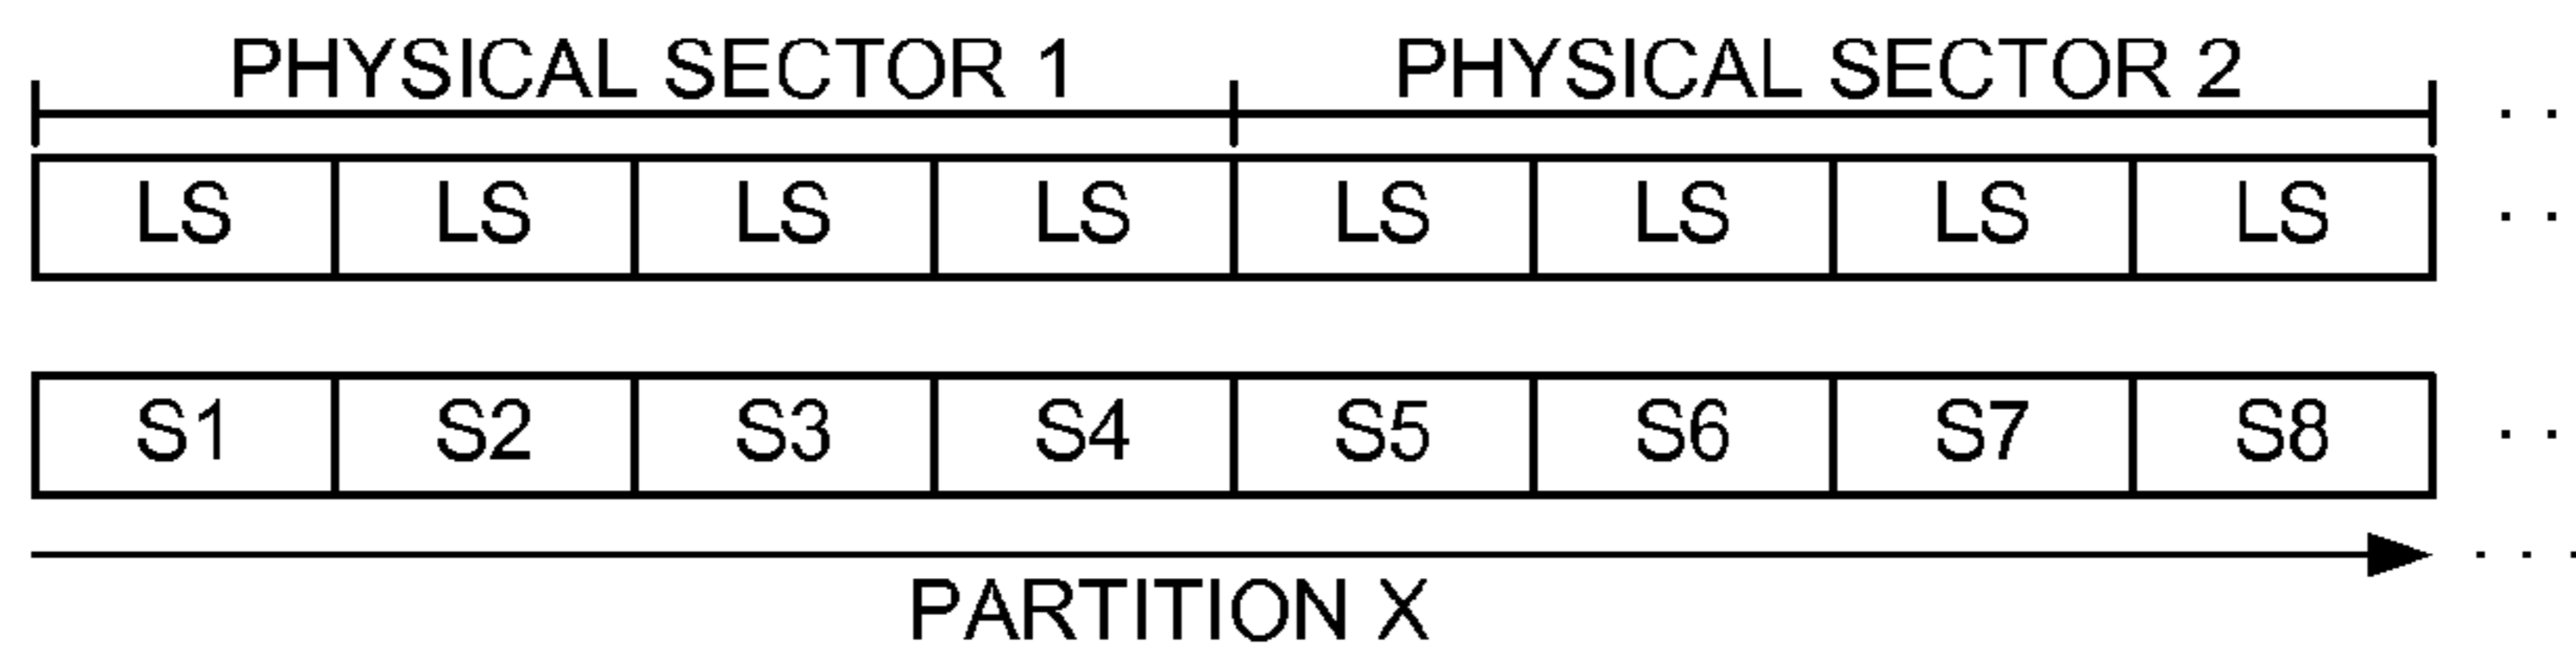 PHYSICAL SECTOR 1 PHYSICAL SECTOR 2 . .
LS LS LS LS LS LS LS LS . .
S1 S2 S3 S4 S5 S6 S7 S8 . .
. . .
PARTITION X